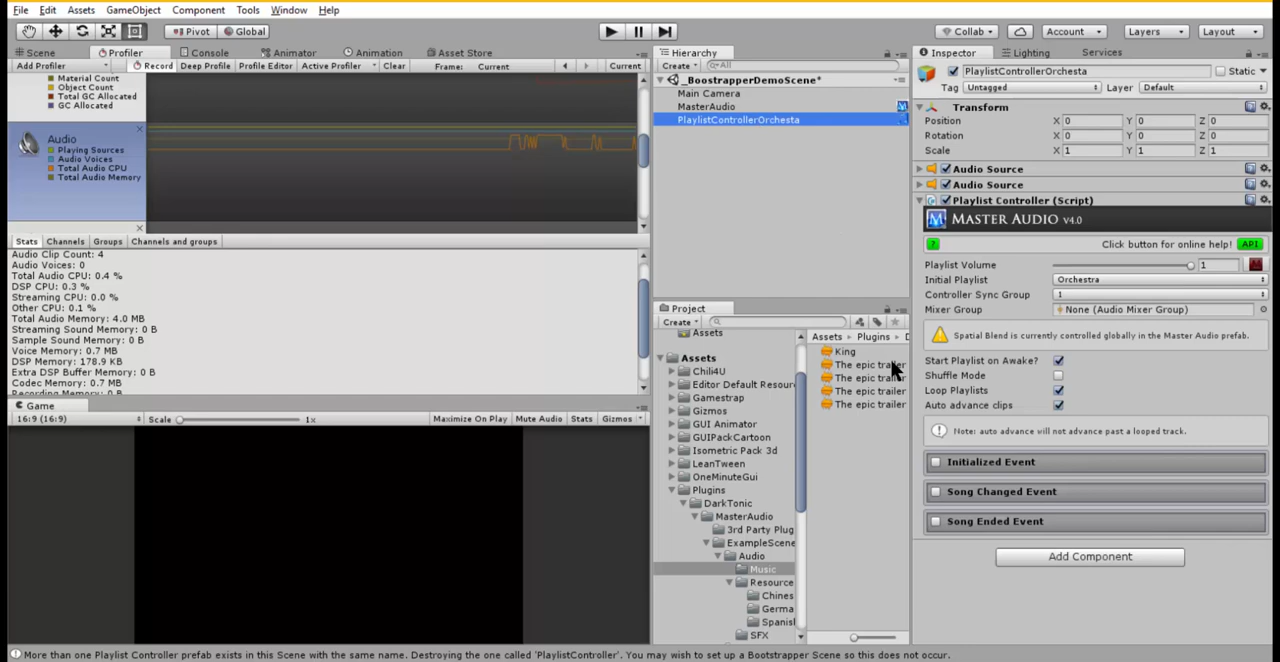 File Edit Assets GameObject Component Tools Window Help
Pivot Global Collab Account Layers Layout
Scene Profiler Console Animator Animation Asset Store
Add Profiler Record Deep Profile Profiler Editor Active Profiler Clear Frame: Current Current
Material Count
Object Count
Total GC Allocated
GC Allocated
Audio
Playing Sources
Audio Voices
Total Audio CPU
Total Audio Memory
Stats Channels Groups Channels and groups
Audio Clip Count: 4
Audio Voices: 0
Total Audio CPU: 0.4 %
DSP CPU: 0.3 %
Streaming CPU: 0.0 %
Other CPU: 0.1 %
Total Audio Memory: 4.0 MB
Streaming Sound Memory: 0 B
Sample Sound Memory: 0 B
Voice Memory: 0.7 MB
DSP Memory: 178.9 KB
Extra DSP Buffer Memory: 0 B
Codec Memory: 0.7 MB
Recording Memory: 0 B
Game
16:9 (16:9) Scale 1x Maximize On Play Mute Audio Stats Gizmos
Hierarchy
Create All
_BoostrapperDemoScene*
Main Camera
MasterAudio
PlaylistControllerOrchesta
Project
Create
Assets
Assets
Chili4U
Editor Default Resour
Gamestrap
Gizmos
GUI Animator
GUIPackCartoon
Isometric Pack 3d
LeanTween
OneMinuteGui
Plugins
DarkTonic
MasterAudio
3rd Party Plug
ExampleScene
Audio
Music
Resource
Chines
Germa
Spanis
SFX
Assets Plugins D
King
The epic trailer
The epic trailer
The epic trailer
The epic trailer
Inspector Lighting Services
PlaylistControllerOrchesta Static
Tag Untagged Layer Default
Transform
Position X 0 Y 0 Z 0
Rotation X 0 Y 0 Z 0
Scale X 1 Y 1 Z 1
Audio Source
Audio Source
Playlist Controller (Script)
MASTER AUDIO v4.0
? Click button for online help! API
Playlist Volume 1
Initial Playlist Orchestra
Controller Sync Group 1
Mixer Group None (Audio Mixer Group)
Spatial Blend is currently controlled globally in the Master Audio prefab.
Start Playlist on Awake?
Shuffle Mode
Loop Playlists
Auto advance clips
Note: auto advance will not advance past a looped track.
Initialized Event
Song Changed Event
Song Ended Event
Add Component
More than one Playlist Controller prefab exists in this Scene with the same name. Destroying the one called 'PlaylistController'. You may wish to set up a Bootstrapper Scene so this does not occur.